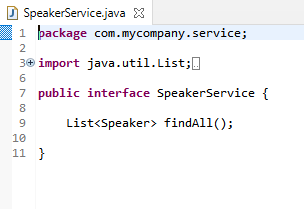 SpeakerService.java
1 package com.mycompany.service;
2
3 import java.util.List;
6
7 public interface SpeakerService {
8
9 List<Speaker> findAll();
10
11 }